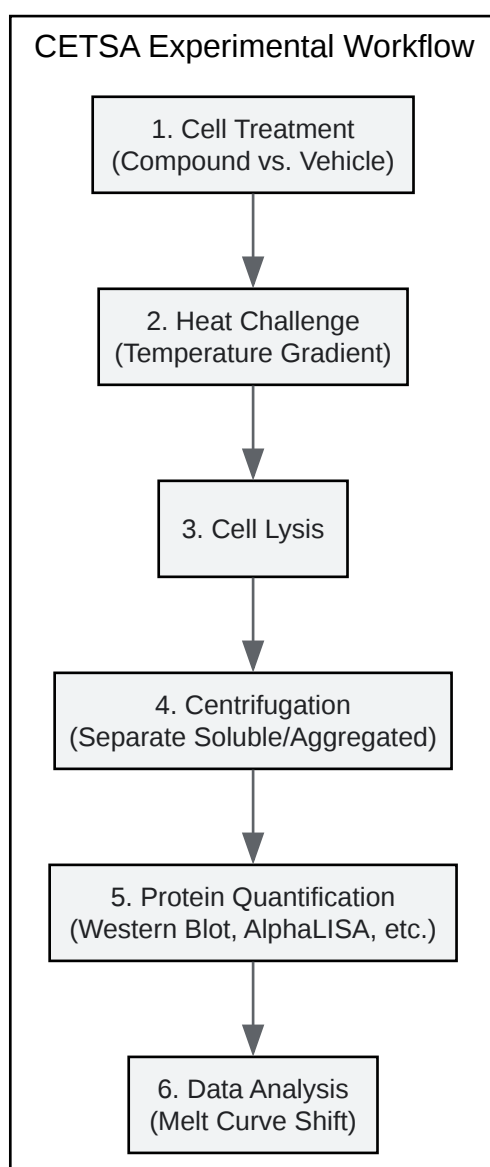 CETSA Experimental Workflow
1. Cell Treatment
(Compound vs. Vehicle)
2. Heat Challenge
(Temperature Gradient)
3. Cell Lysis
4. Centrifugation
(Separate Soluble/Aggregated)
5. Protein Quantification
(Western Blot, AlphaLISA, etc.)
6. Data Analysis
(Melt Curve Shift)